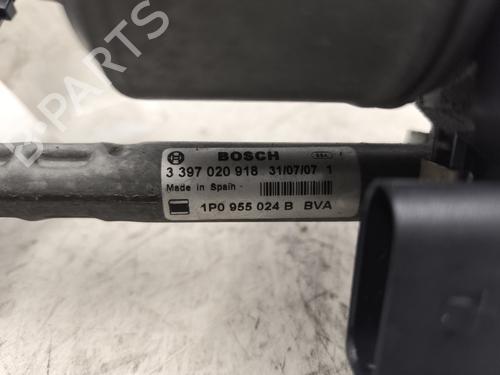 B-PARTS
BOSCH
3 397 020 918 31/07/07 1
Made in Spain -
1P0 955 024 B BVA